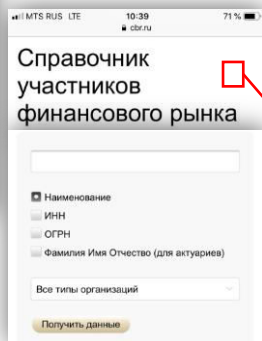 MTS RUS LTE 10:39 71 %
cbr.ru
Справочник
участников
финансового рынка
Наименование
ИНН
ОГРН
Фамилия Имя Отчество (для актуариев)
Все типы организаций
Получить данные